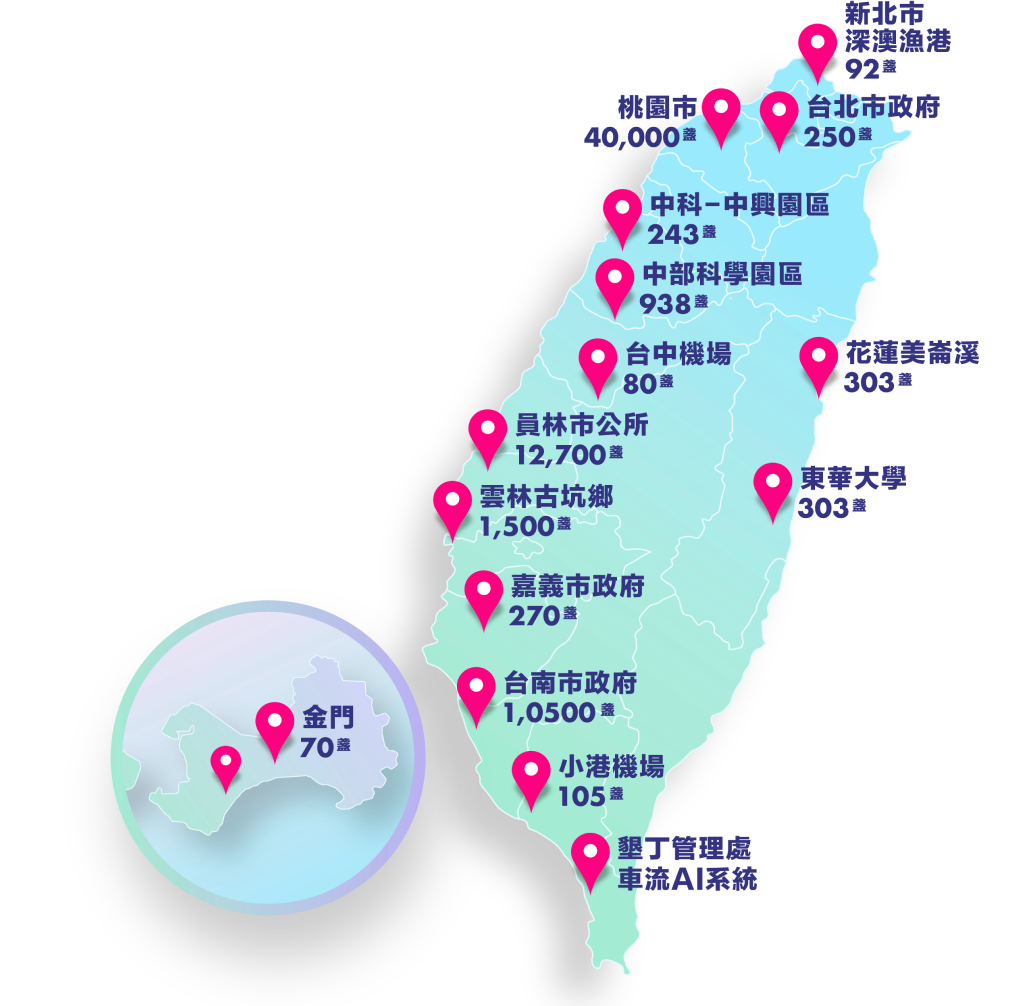 新北市
深澳漁港
92盞
桃園市
40,000盞
台北市政府
250盞
中科–中興園區
243盞
中部科學園區
938盞
台中機場
80盞
花蓮美崙溪
303盞
員林市公所
12,700盞
東華大學
303盞
雲林古坑鄉
1,500盞
嘉義市政府
270盞
台南市政府
1,0500盞
金門
70盞
小港機場
105盞
墾丁管理處
車流AI系統